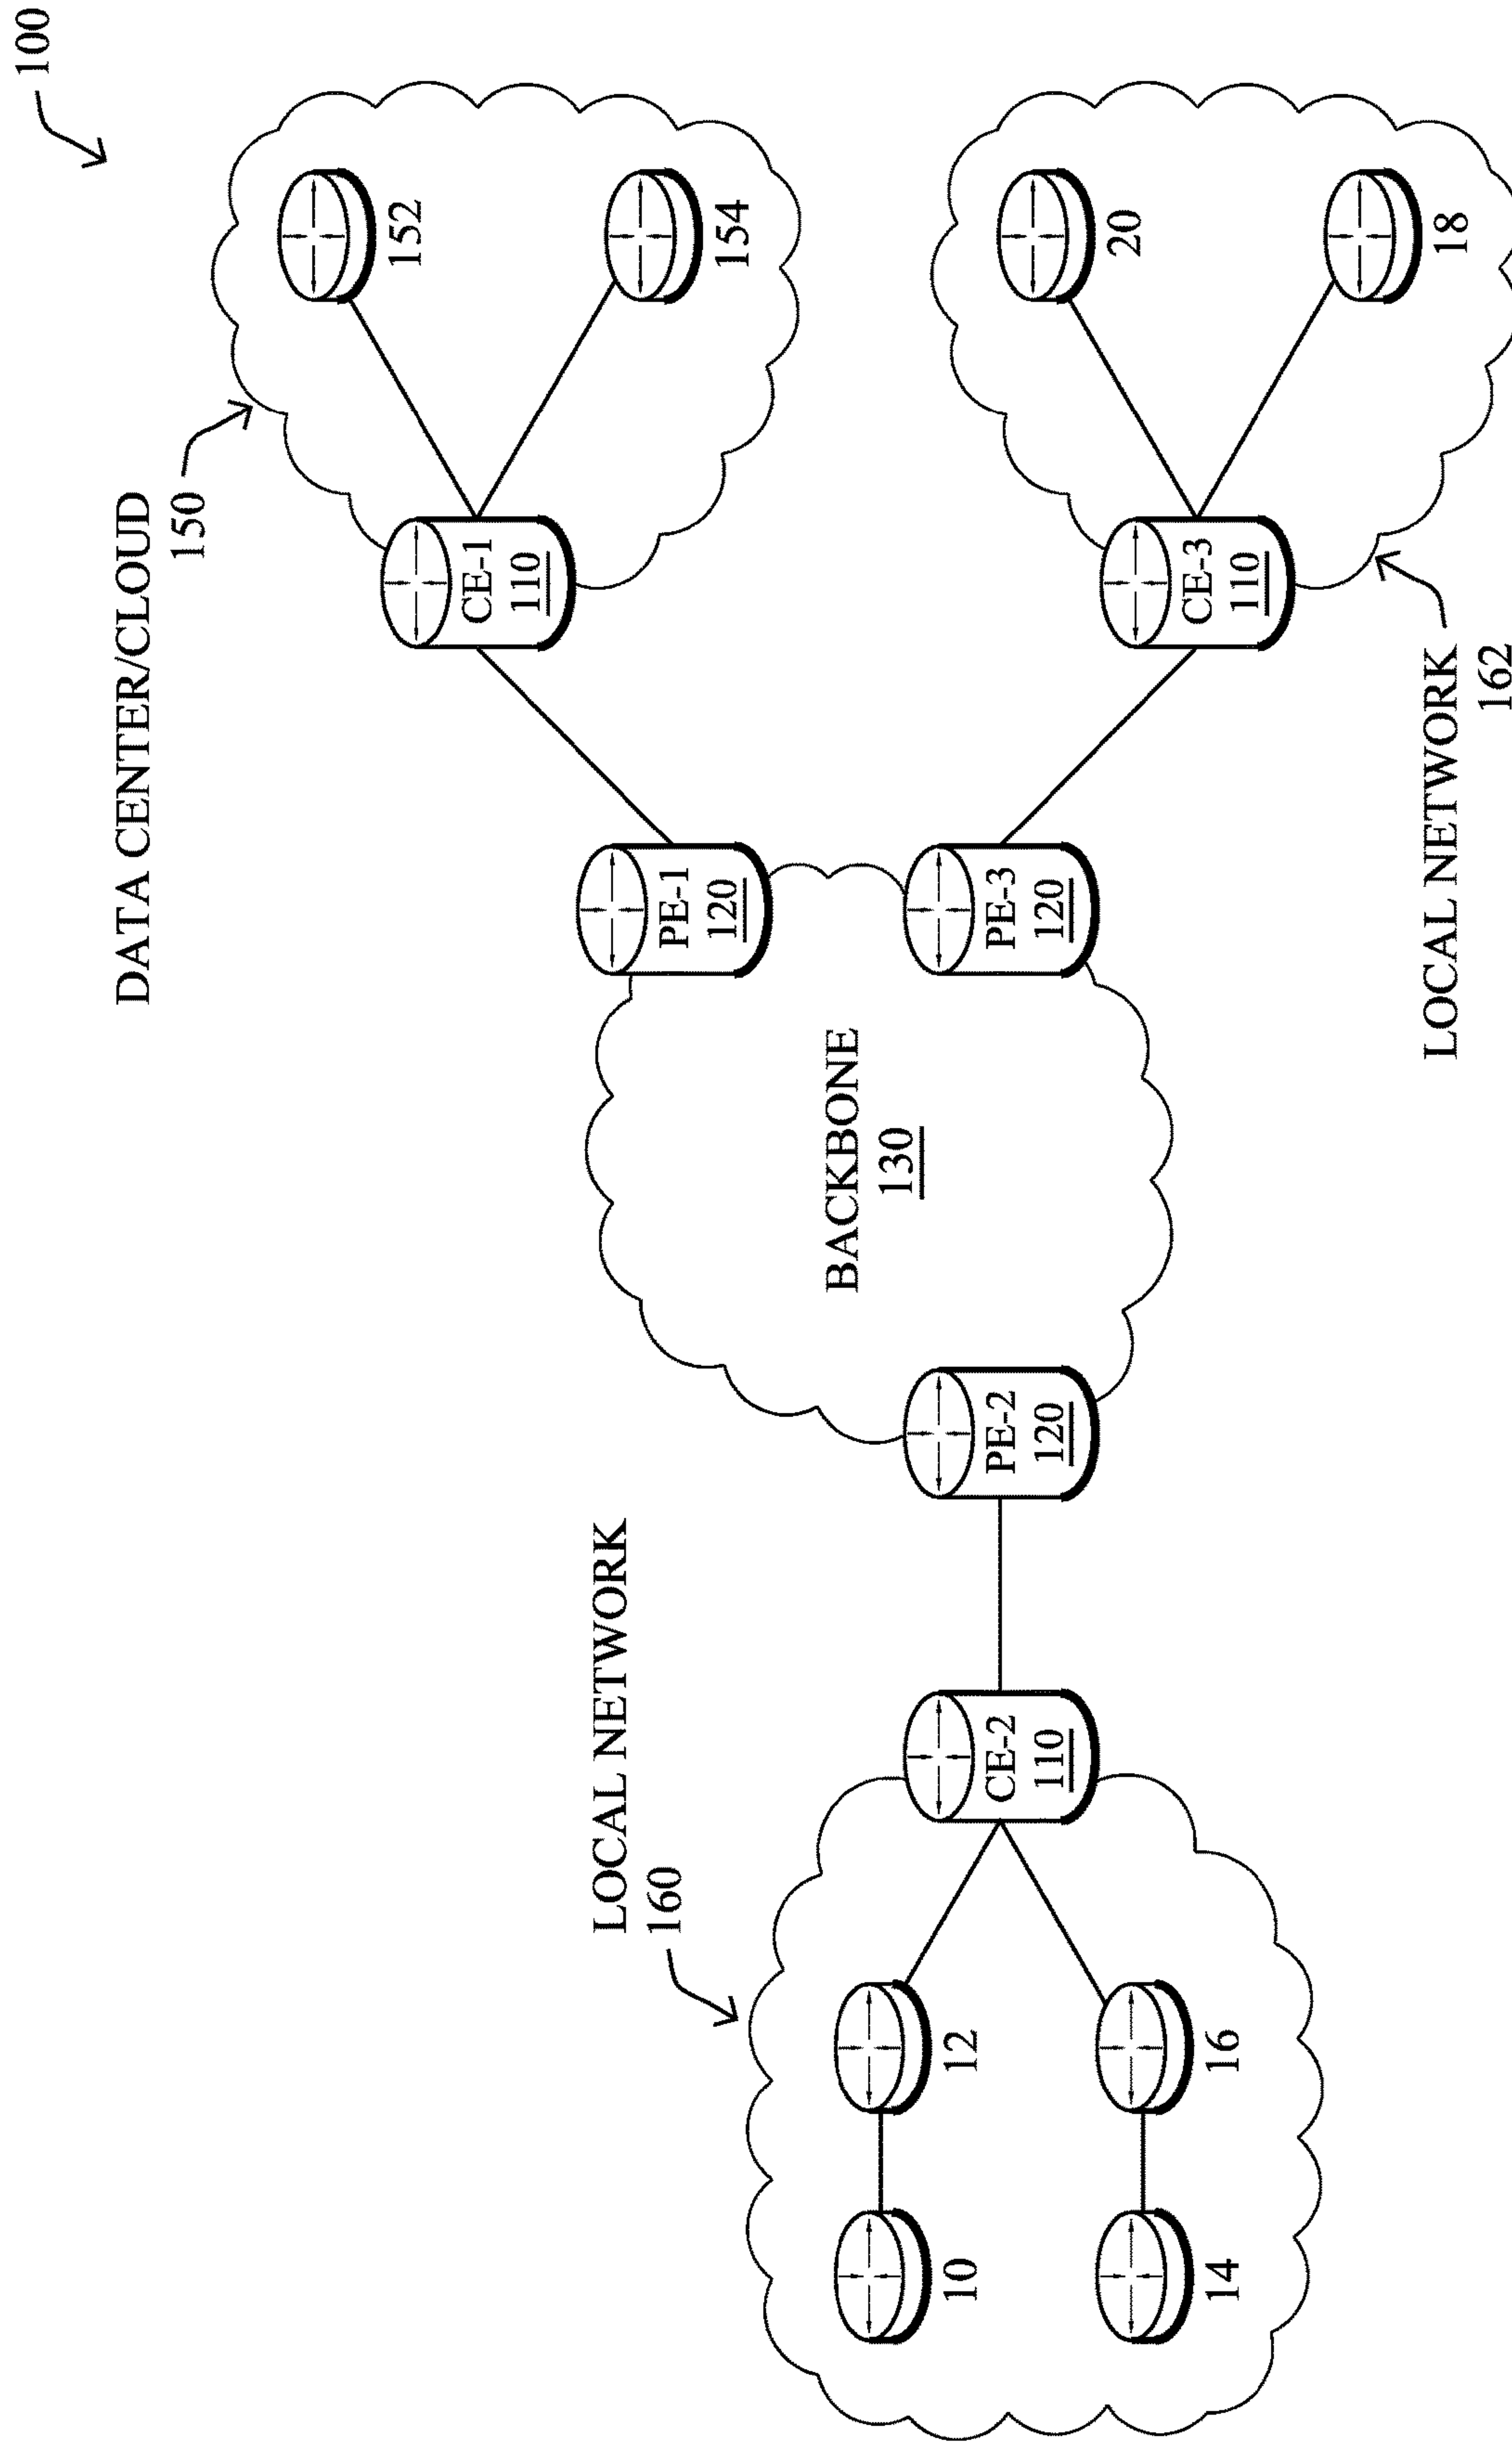 100
DATA CENTER/CLOUD
150
152
CE-1
110
154
LOCAL NETWORK
160
PE-1
120
BACKBONE
130
12
10
CE-2
110
PE-2
120
PE-3
120
20
CE-3
110
16
14
18
LOCAL NETWORK
162